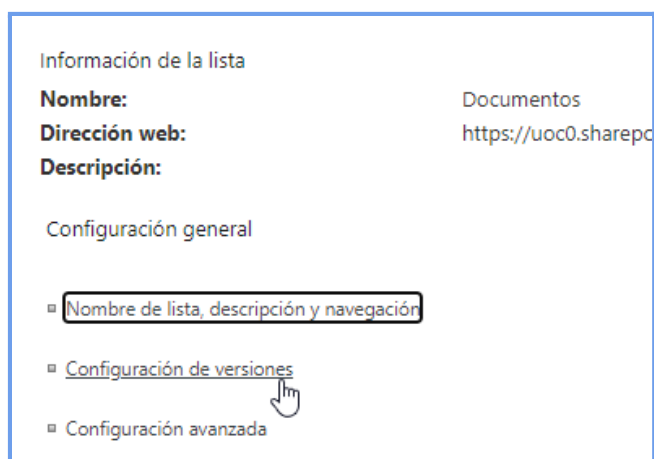 Información de la lista
Nombre: Documentos
Dirección web: https://uoc0.sharepo
Descripción:
Configuración general
Nombre de lista, descripción y navegación
Configuración de versiones
Configuración avanzada